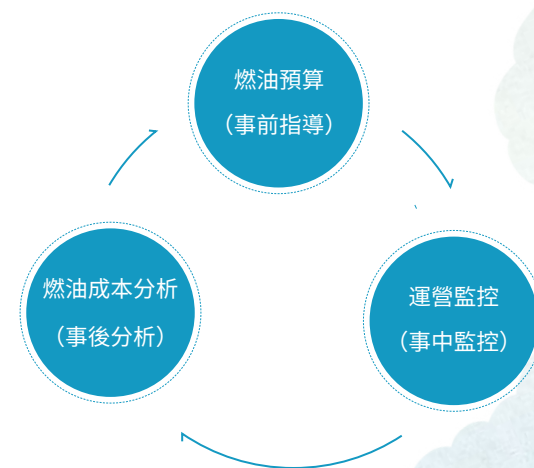 燃油預算
（事前指導）
運營監控
（事中監控）
燃油成本分析
（事後分析）